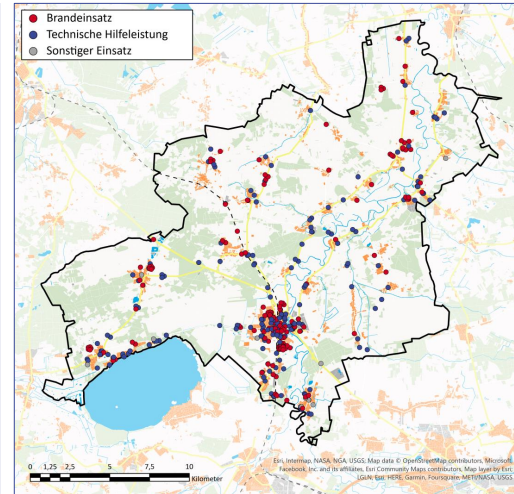 Brandeinsatz
Technische Hilfeleistung
Sonstiger Einsatz
0 1,25 2,5 5 7,5 10
Kilometer
Esri, Intermap, NASA, NGA, USGS; Map data © OpenStreetMap contributors, Microsoft,
Facebook, Inc. and its affiliates, Esri Community Maps contributors, Map layer by Esri;
LGLN, Esri, HERE, Garmin, Foursquare, METI/NASA, USGS